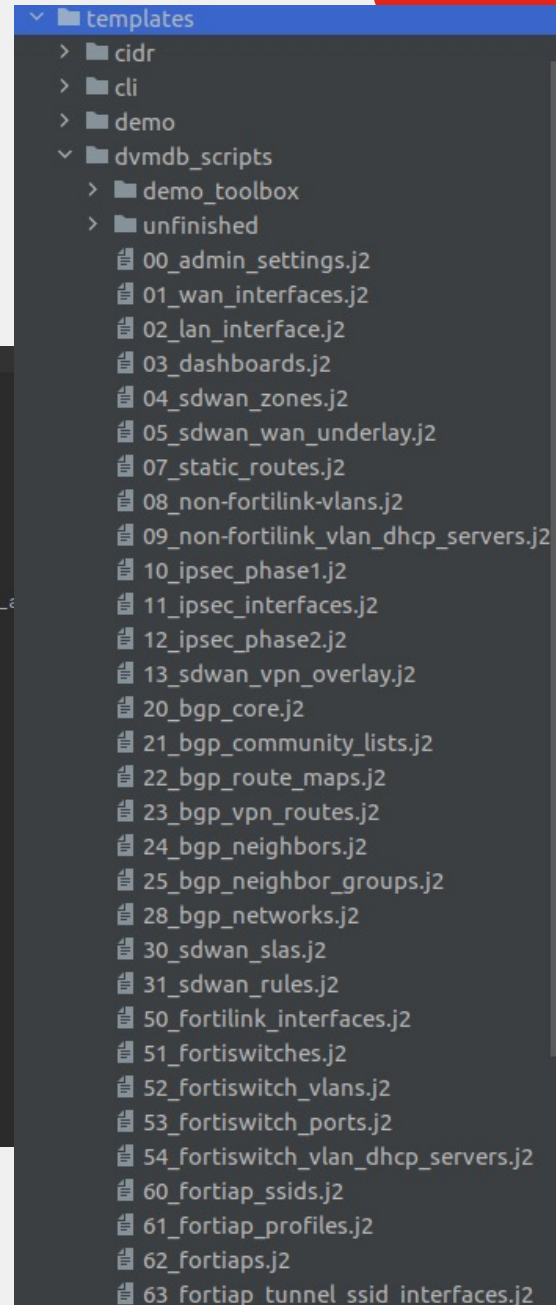 templates
cidr
cli
demo
dvmdb_scripts
demo_toolbox
unfinished
00_admin_settings.j2
01_wan_interfaces.j2
02_lan_interface.j2
03_dashboards.j2
04_sdwan_zones.j2
05_sdwan_wan_underlay.j2
07_static_routes.j2
08_non-fortilink-vlans.j2
09_non-fortilink_vlan_dhcp_servers.j2
10_ipsec_phase1.j2
11_ipsec_interfaces.j2
12_ipsec_phase2.j2
13_sdwan_vpn_overlay.j2
20_bgp_core.j2
21_bgp_community_lists.j2
22_bgp_route_maps.j2
23_bgp_vpn_routes.j2
24_bgp_neighbors.j2
25_bgp_neighbor_groups.j2
28_bgp_networks.j2
30_sdwan_slas.j2
31_sdwan_rules.j2
50_fortilink_interfaces.j2
51_fortiswitches.j2
52_fortiswitch_vlans.j2
53_fortiswitch_ports.j2
54_fortiswitch_vlan_dhcp_servers.j2
60_fortiap_ssids.j2
61_fortiap_profiles.j2
62_fortiaps.j2
63_fortiap_tunnel_ssid_interfaces.j2